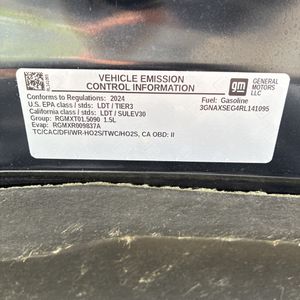 VEHICLE EMISSION
CONTROL INFORMATION
gm
GENERAL
MOTORS
LLC
Conforms to Regulations: 2024
U.S. EPA class / stds: LDT / TIER3
California class / stds: LDT / SULEV30
Group: RGMXT01.5090 1.5L
Evap: RGMXR009837A
TC/CAC/DFI/WR-HO2S/TWC/HO2S, CA OBD: II
Fuel: Gasoline
3GNAXSEG4RL141095